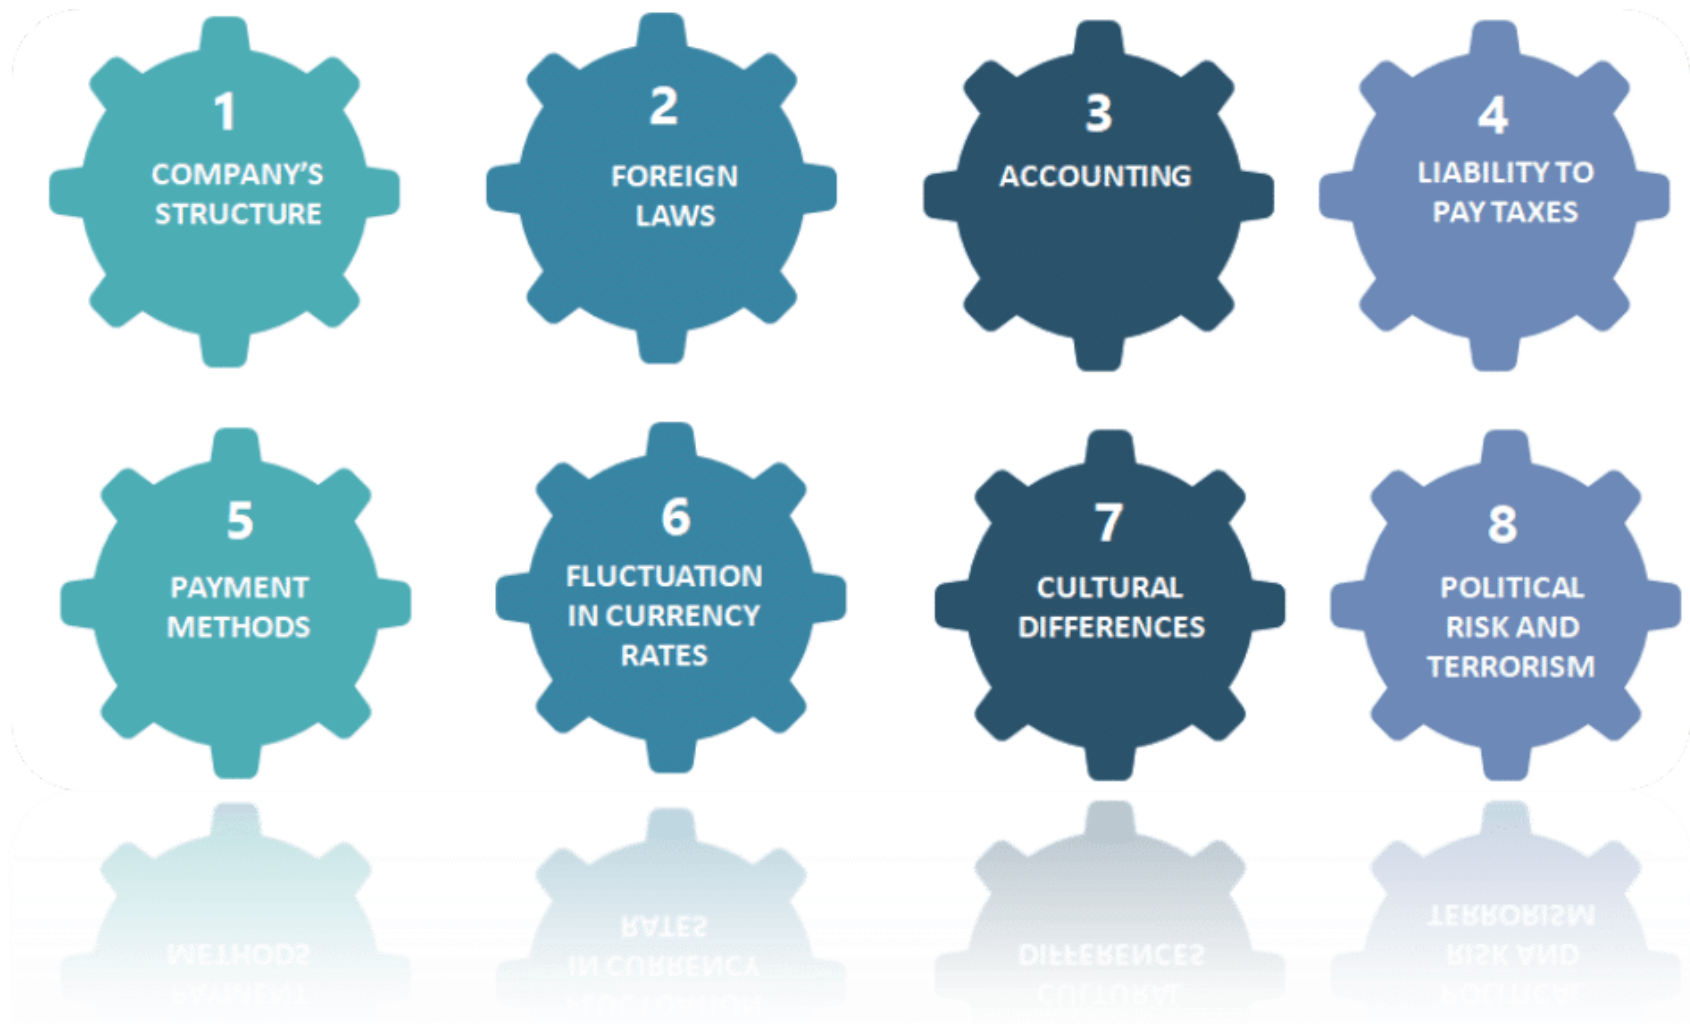 1
COMPANY'S
STRUCTURE
2
FOREIGN
LAWS
3
ACCOUNTING
4
LIABILITY TO
PAY TAXES
5
PAYMENT
METHODS
6
FLUCTUATION
IN CURRENCY
RATES
7
CULTURAL
DIFFERENCES
8
POLITICAL
RISK AND
TERRORISM